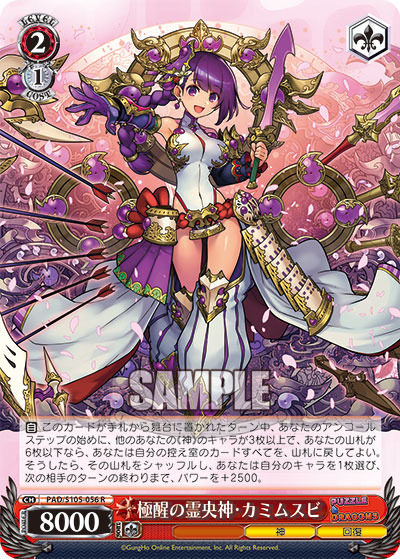 LEVEL
2
1
COST
SAMPLE
自 このカードが手札から舞台に置かれたターン中、あなたのアンコール
ステップの始めに、他のあなたの《神》のキャラが3枚以上で、あなたの山札が
6枚以下なら、あなたは自分の控え室のカードすべてを、山札に戻してよい。
そうしたら、その山札をシャッフルし、あなたは自分のキャラを1枚選び、
次の相手のターンの終わりまで、パワーを+2500。
CH PAD/S105-056 R
POWER
8000
極醒の霊央神・カミムスビ
PUZZLE & DRAGONS
神
回復
©GungHo Online Entertainment, Inc. All Rights Reserved.